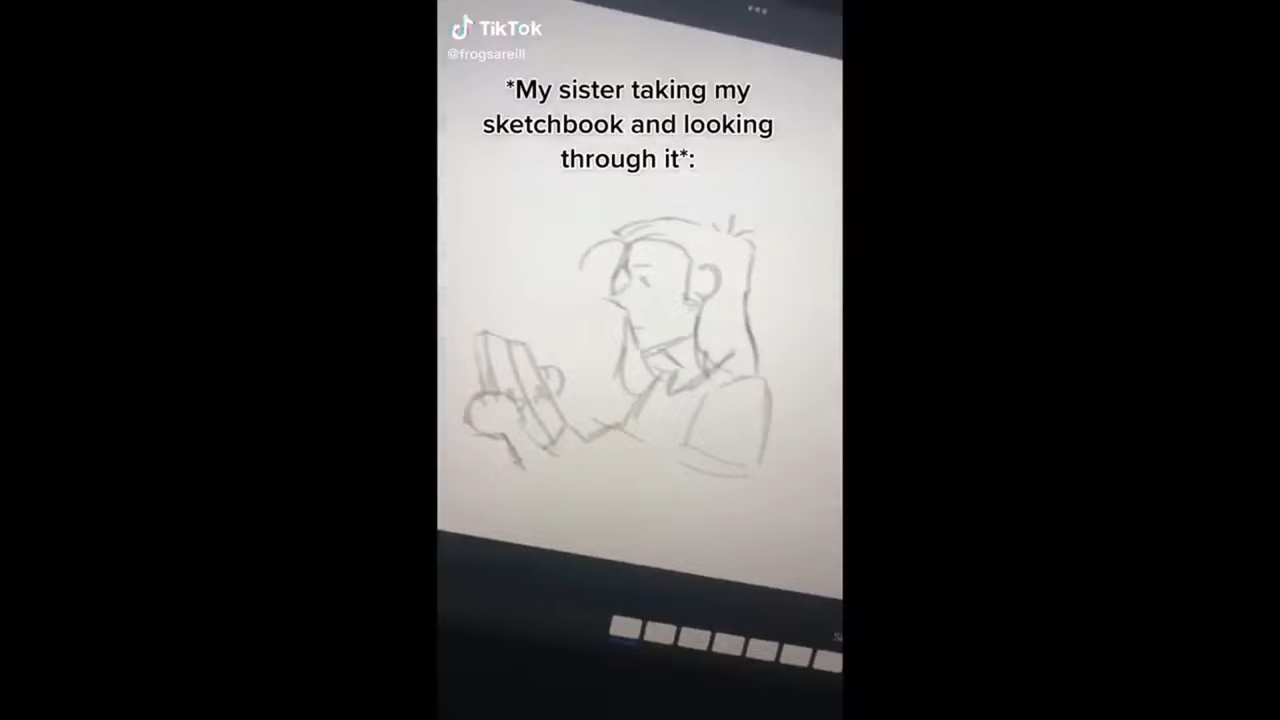 TikTok
@frogsareill
*My sister taking my
sketchbook and looking
through it*: